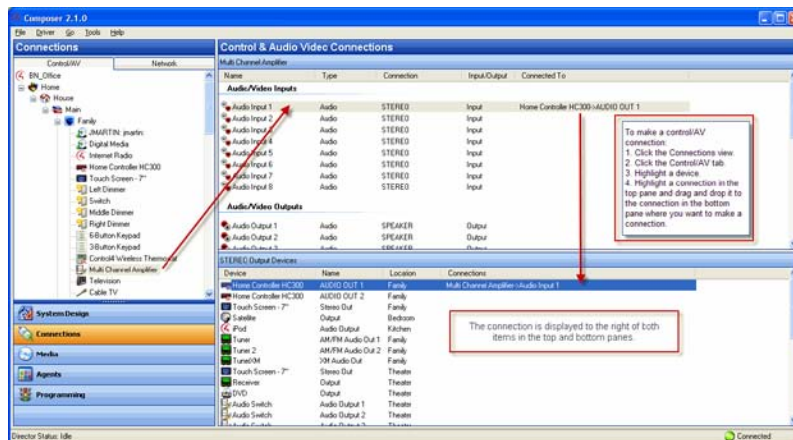 Composer 2.1.0
File Driver Go Tools Help
Connections
Control/AV Network
BN_Office
Home
House
Main
Family
JMARTIN: jmartin:
Digital Media
Internet Radio
Home Controller HC300
Touch Screen - 7"
Left Dimmer
Switch
Middle Dimmer
Right Dimmer
6-Button Keypad
3-Button Keypad
Control4 Wireless Thermostat
Multi Channel Amplifier
Television
Cable TV
System Design
Connections
Media
Agents
Programming
Control & Audio Video Connections
Multi Channel Amplifier
Name Type Connection Input/Output Connected To
Audio/Video Inputs
Audio Input 1 Audio STEREO Input Home Controller HC300->AUDIO OUT 1
Audio Input 2 Audio STEREO Input
Audio Input 3 Audio STEREO Input
Audio Input 4 Audio STEREO Input
Audio Input 5 Audio STEREO Input
Audio Input 6 Audio STEREO Input
Audio Input 7 Audio STEREO Input
Audio Input 8 Audio STEREO Input
Audio/Video Outputs
Audio Output 1 Audio SPEAKER Output
Audio Output 2 Audio SPEAKER Output
Audio Output 3 Audio SPEAKER Output
To make a control/AV
connection:
1. Click the Connections view.
2. Click the Control/AV tab.
3. Highlight a device.
4. Highlight a connection in the
top pane and drag and drop it to
the connection in the bottom
pane where you want to make a
connection.
STEREO Output Devices
Device Name Location Connections
Home Controller HC300 AUDIO OUT 1 Family Multi Channel Amplifier->Audio Input 1
Home Controller HC300 AUDIO OUT 2 Family
Touch Screen - 7" Stereo Out Family
Satellite Output Bedroom
iPod Audio Output Kitchen
Tuner AM/FM Audio Out 1 Family
Tuner 2 AM/FM Audio Out 2 Family
TunerXM XM Audio Out Family
Touch Screen - 7" Stereo Out Theater
Receiver Output Theater
DVD Output Theater
Audio Switch Audio Output 1 Theater
Audio Switch Audio Output 2 Theater
The connection is displayed to the right of both
items in the top and bottom panes.
Director Status: Idle
Connected